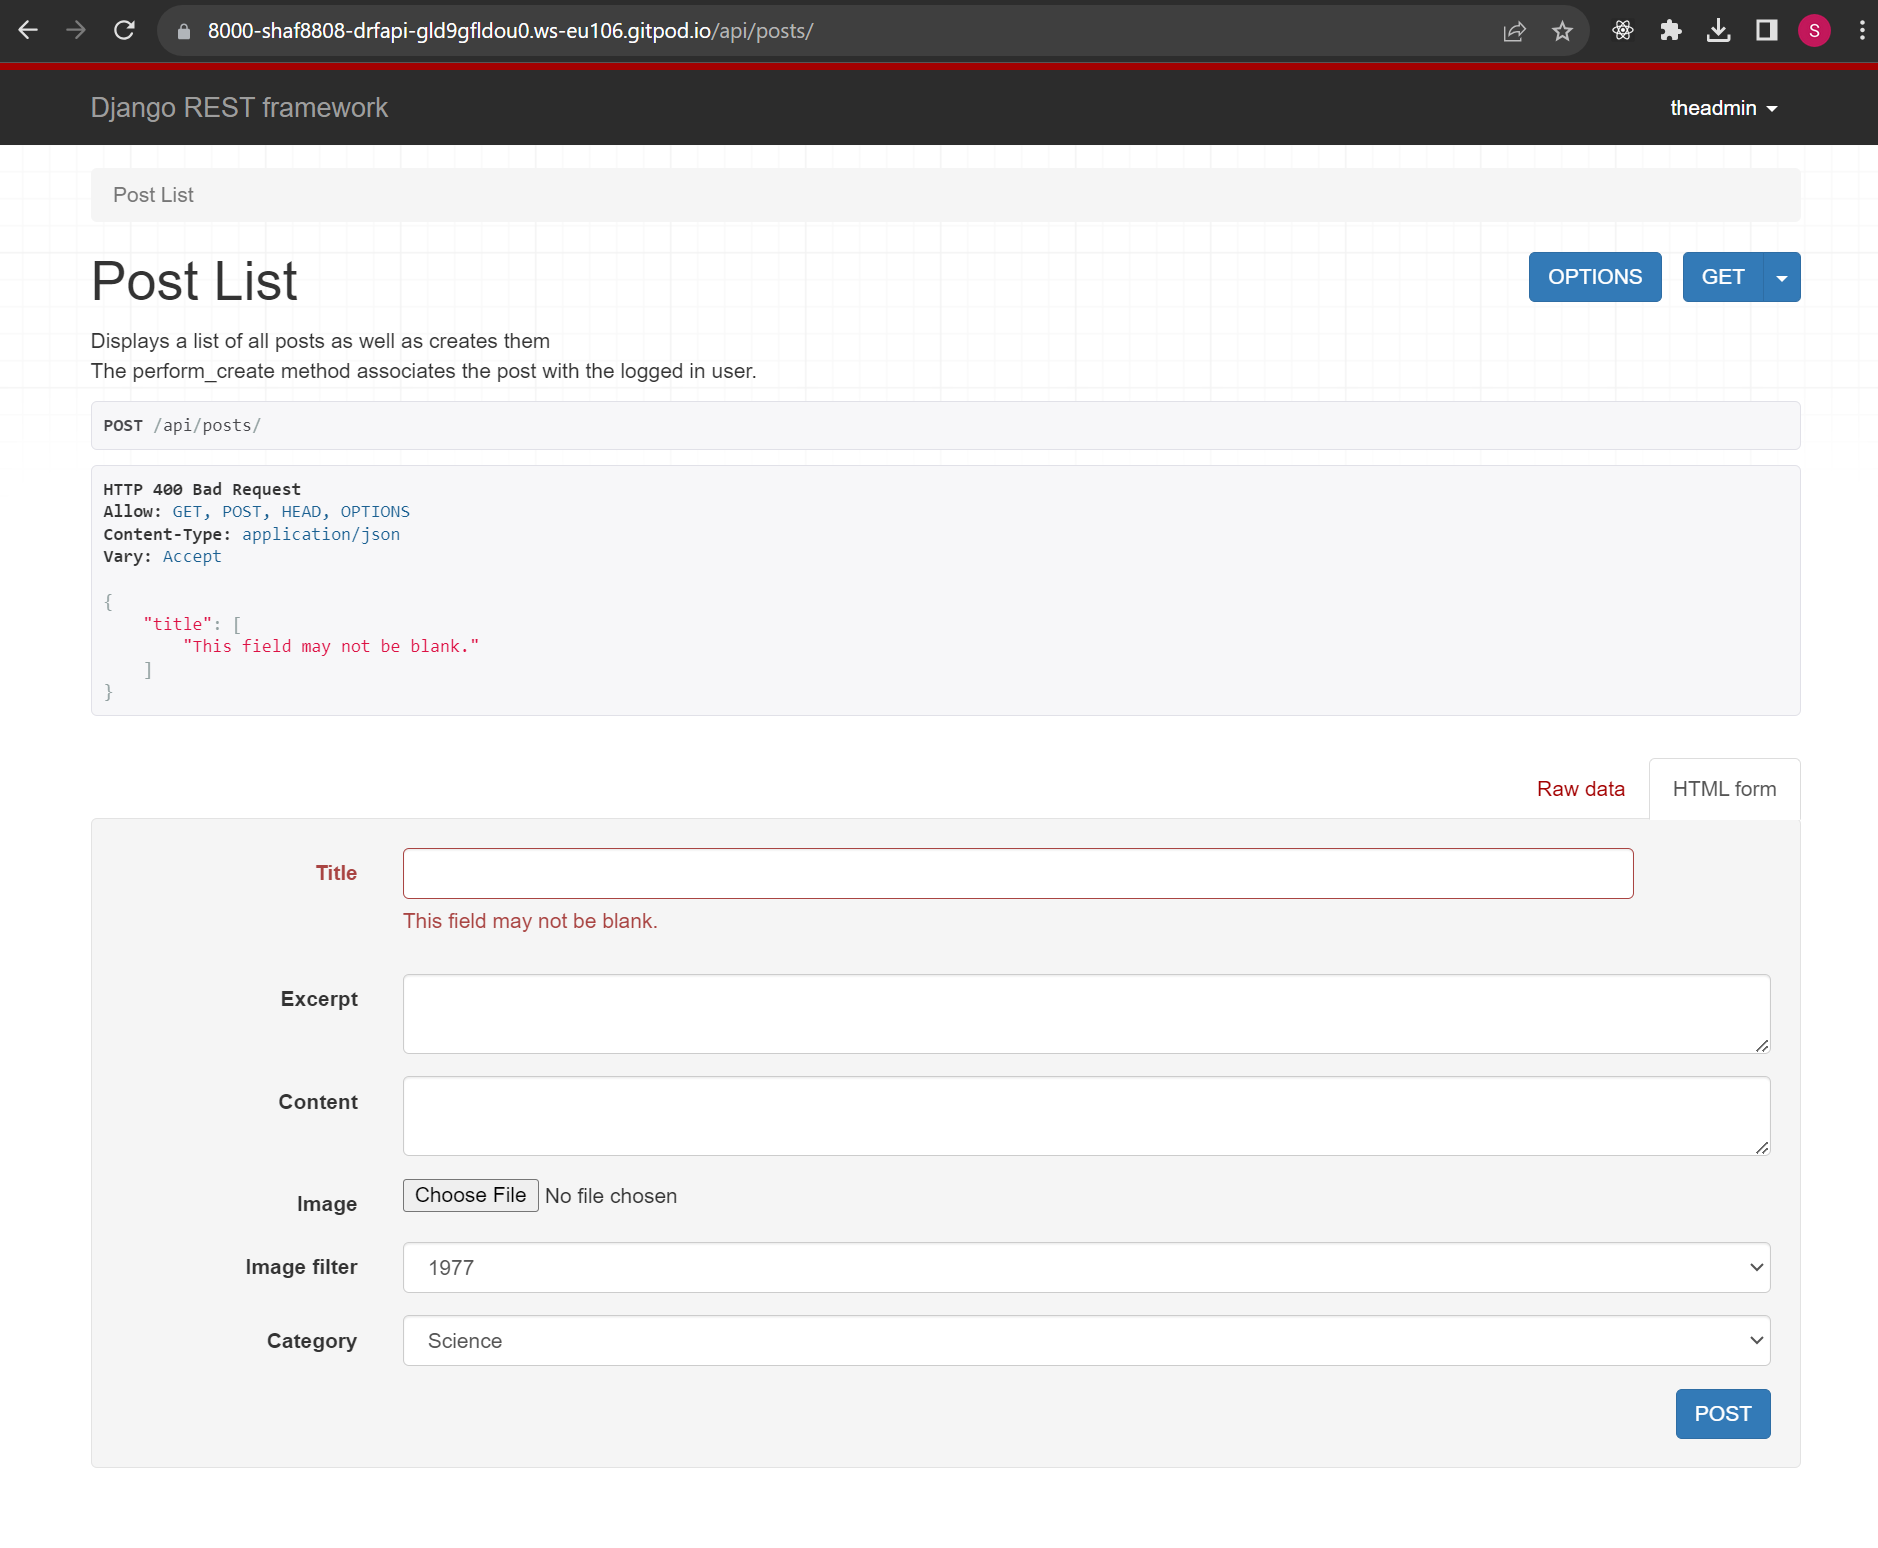 8000-shaf8808-drfapi-gld9gfldou0.ws-eu106.gitpod.io/api/posts/
S
Django REST framework
theadmin
Post List
Post List
OPTIONS
GET
Displays a list of all posts as well as creates them
The perform_create method associates the post with the logged in user.
POST /api/posts/
HTTP 400 Bad Request
Allow: GET, POST, HEAD, OPTIONS
Content-Type: application/json
Vary: Accept
{
    "title": [
        "This field may not be blank."
    ]
}
Raw data
HTML form
Title
This field may not be blank.
Excerpt
Content
Image
Choose File No file chosen
Image filter
1977
Category
Science
POST